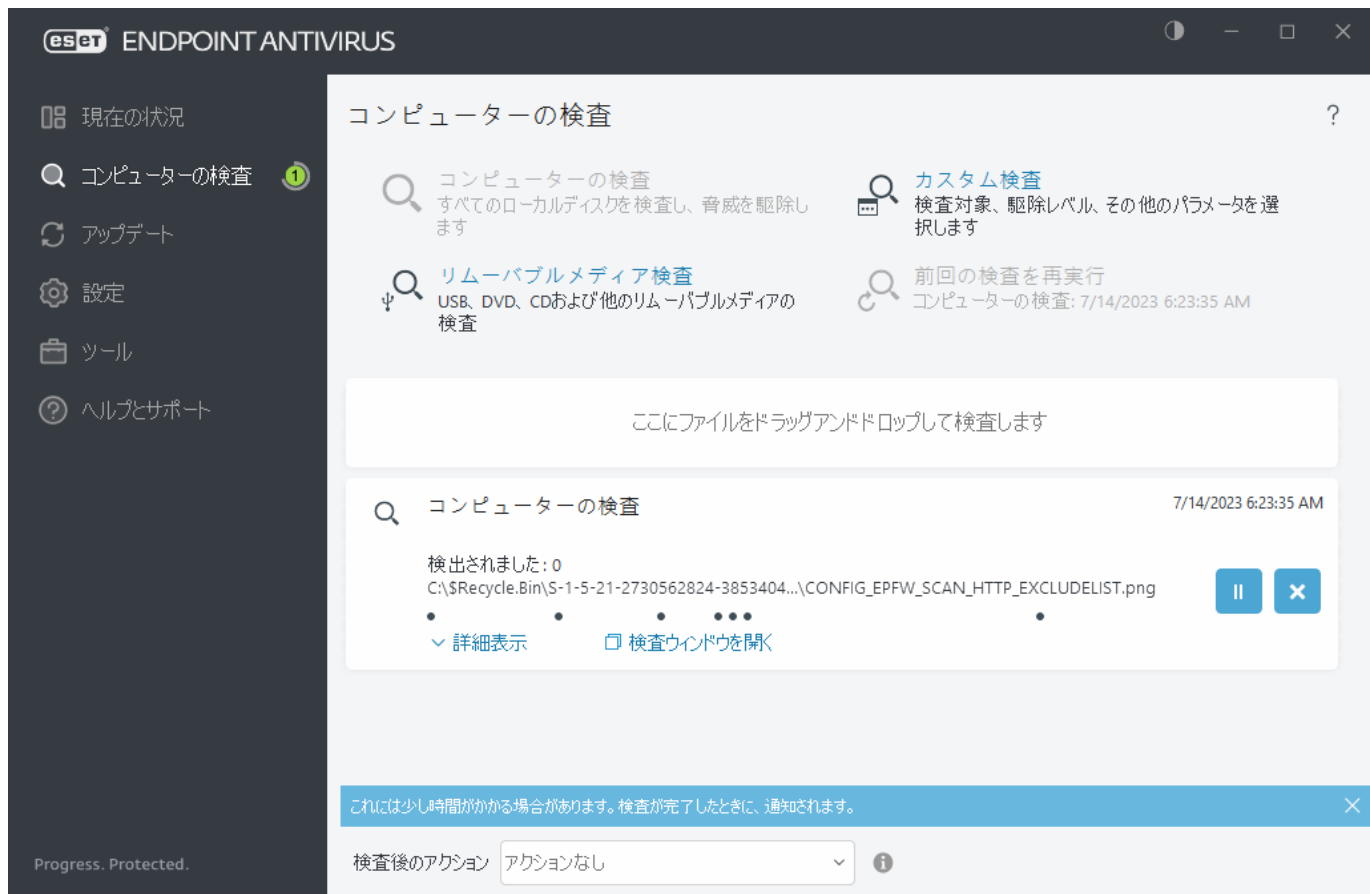 eset ENDPOINT ANTIVIRUS
現在の状況
コンピューターの検査 1
アップデート
設定
ツール
ヘルプとサポート
Progress. Protected.
コンピューターの検査 ?
コンピューターの検査
すべてのローカルディスクを検査し、脅威を駆除し
ます
カスタム検査
検査対象、駆除レベル、その他のパラメータを選
択します
リムーバブルメディア検査
USB、DVD、CDおよび他のリムーバブルメディアの
検査
前回の検査を再実行
コンピューターの検査: 7/14/2023 6:23:35 AM
ここにファイルをドラッグアンドドロップして検査します
コンピューターの検査 7/14/2023 6:23:35 AM
検出されました: 0
C:\$Recycle.Bin\S-1-5-21-2730562824-3853404...\CONFIG_EPFW_SCAN_HTTP_EXCLUDELIST.png
詳細表示 検査ウィンドウを開く
これには少し時間がかかる場合があります。検査が完了したときに、通知されます。
検査後のアクション アクションなし